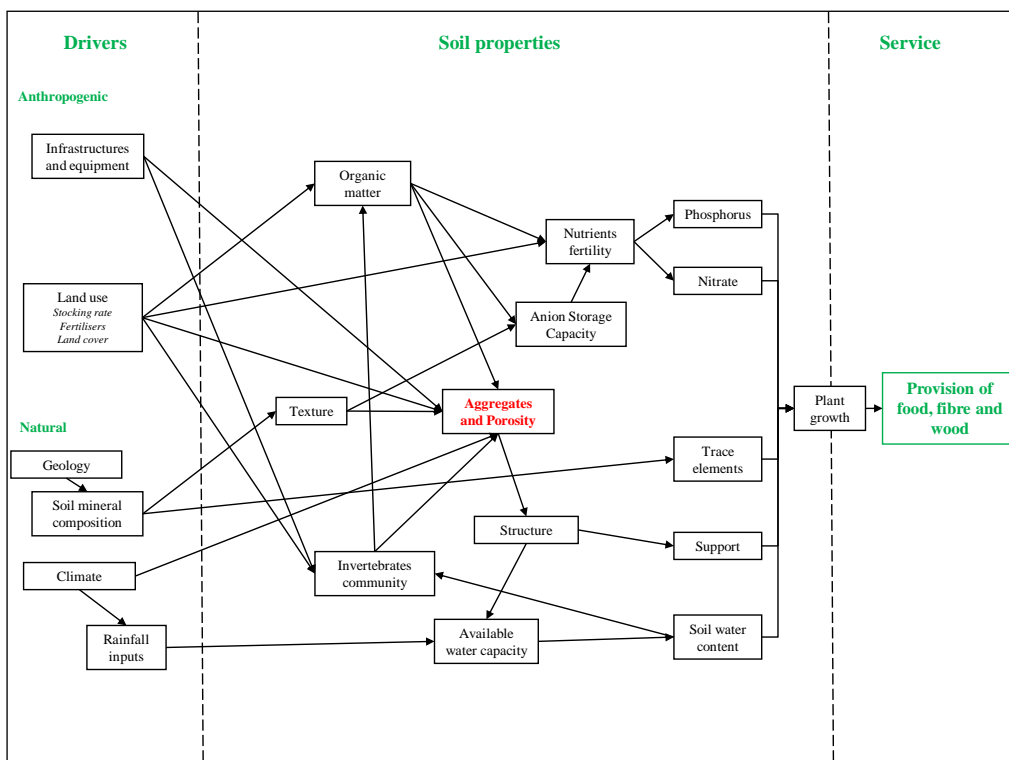 Drivers
Soil properties
Service
Anthropogenic
Infrastructures
and equipment
Organic
matter
Phosphorus
Nutrients
fertility
Nitrate
Land use
Stocking rate
Fertilisers
Land cover
Anion Storage
Capacity
Texture
Aggregates
and Porosity
Plant
growth
Provision of
food, fibre and
wood
Natural
Geology
Trace
elements
Soil mineral
composition
Structure
Support
Climate
Invertebrates
community
Rainfall
inputs
Available
water capacity
Soil water
content